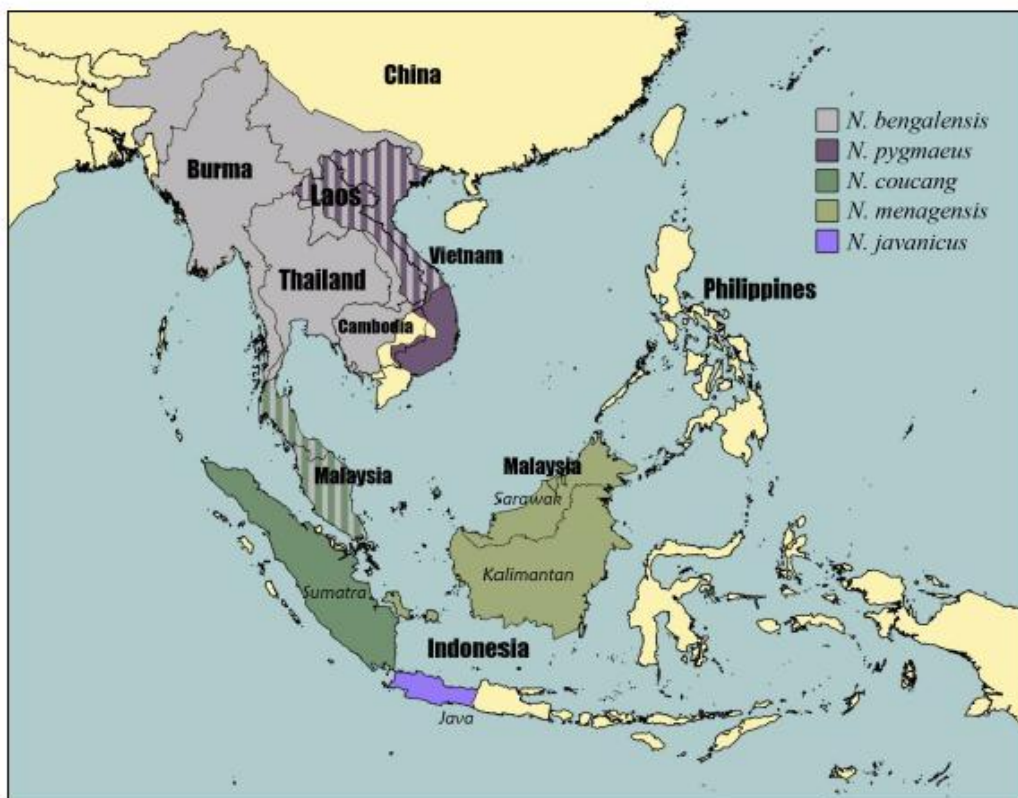 China
N. bengalensis
N. pygmaeus
N. coucang
N. menagensis
N. javanicus
Burma
Laos
Vietnam
Thailand
Philippines
Cambodia
Malaysia
Malaysia
Sarawak
Kalimantan
Sumatra
Indonesia
Java